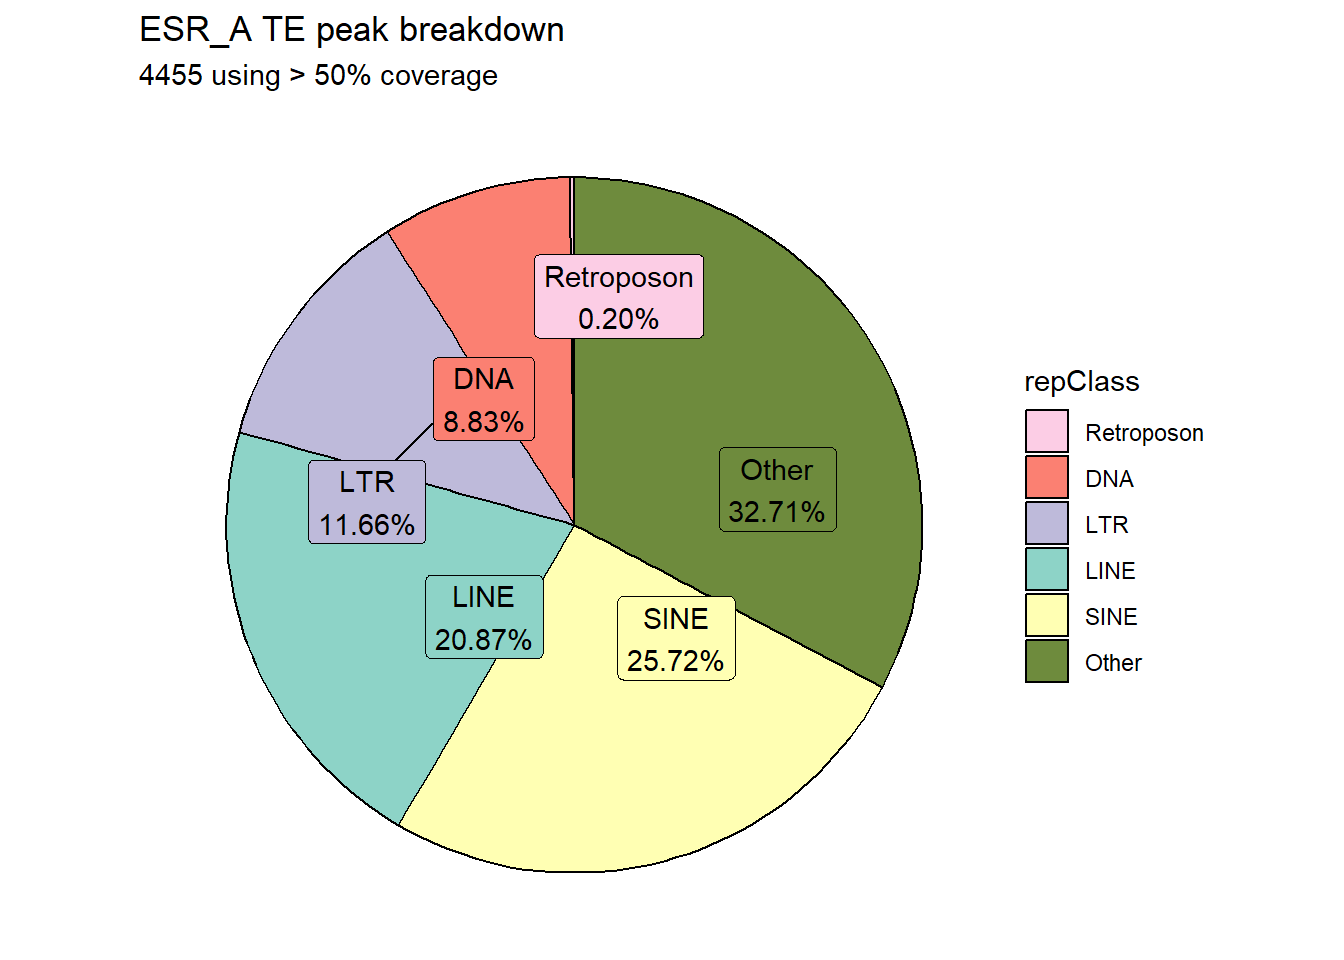 ESR_A TE peak breakdown
4455 using > 50% coverage
Retroposon
0.20%
DNA
8.83%
Other
32.71%
LTR
11.66%
LINE
20.87%
SINE
25.72%
repClass
Retroposon
DNA
LTR
LINE
SINE
Other